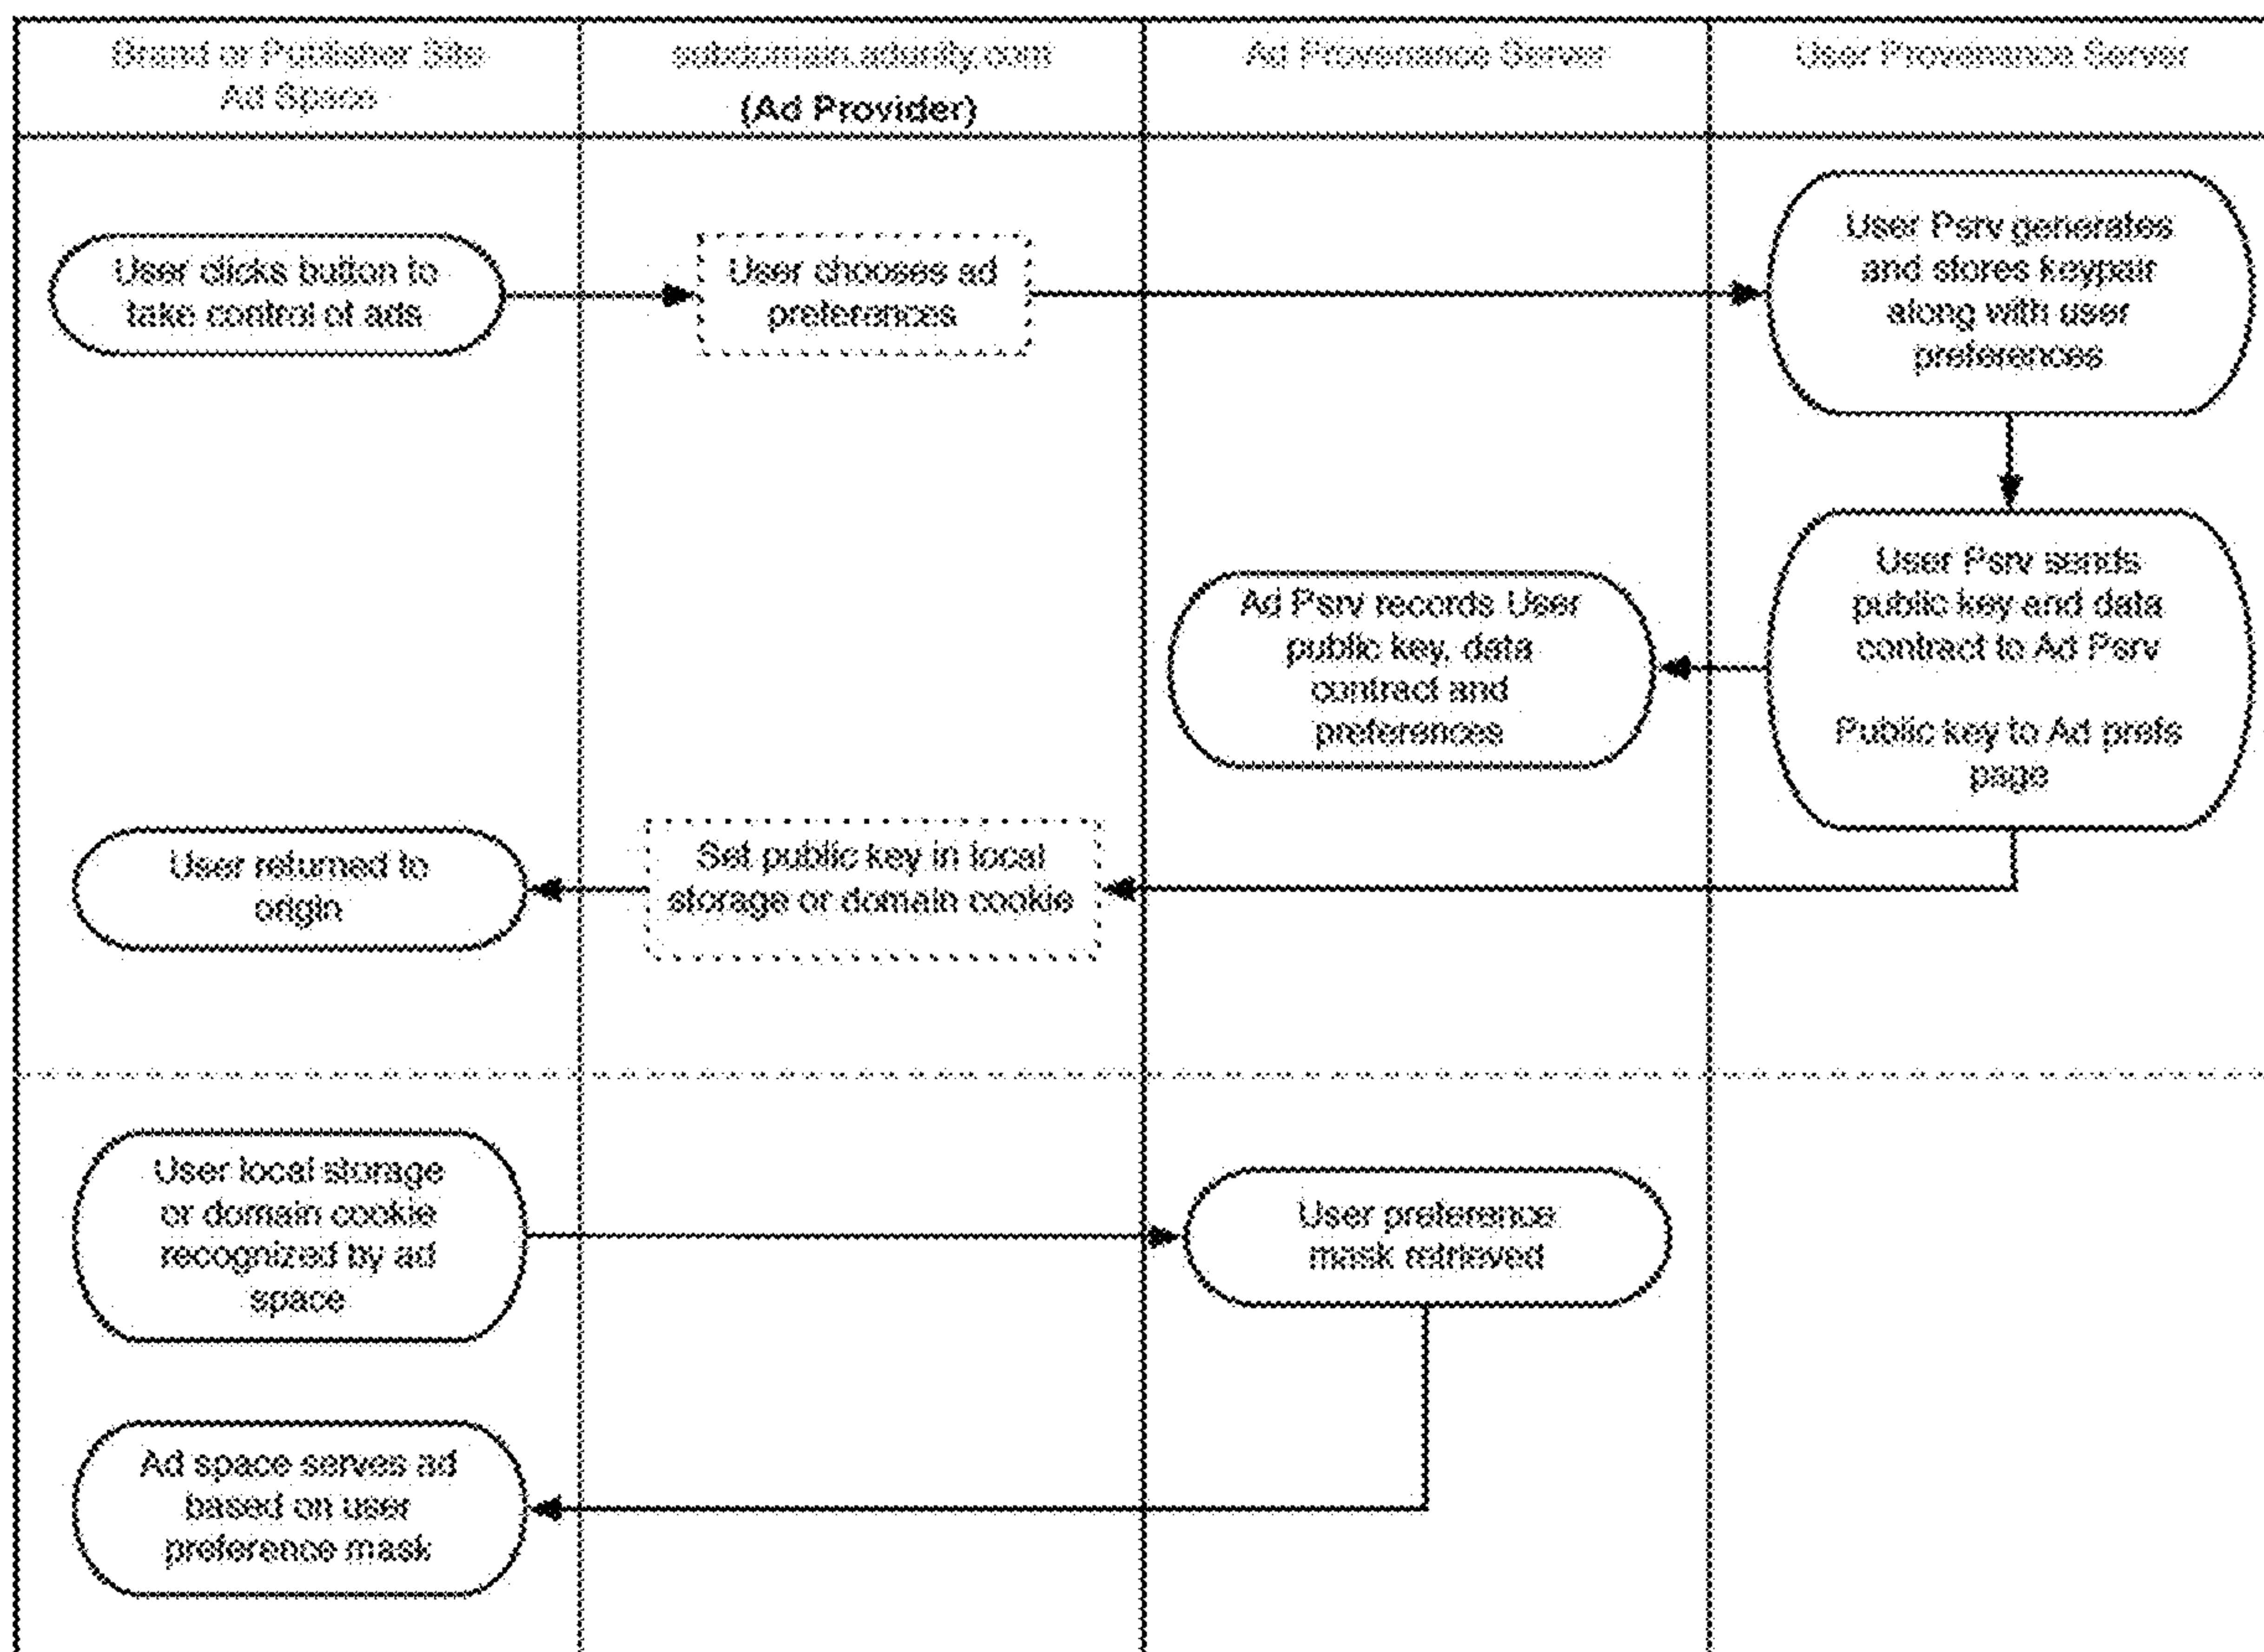 Brand or Publisher Site
Ad Space
(Ad Provider)
Ad Provenance Server
User Provenance Server
User clicks button to
take control of ads
User chooses ad
preferences
User Psrv generates
and stores keypair
along with user
preferences
User Psrv sends
public key and data
contract to Ad Psrv
Public key to Ad prefs
page
Ad Psrv records User
public key, data
contract and
preferences
Set public key in local
storage or domain cookie
User returned to
origin
User local storage
or domain cookie
recognized by ad
space
User preference
mask retrieved
Ad space serves ad
based on user
preference mask